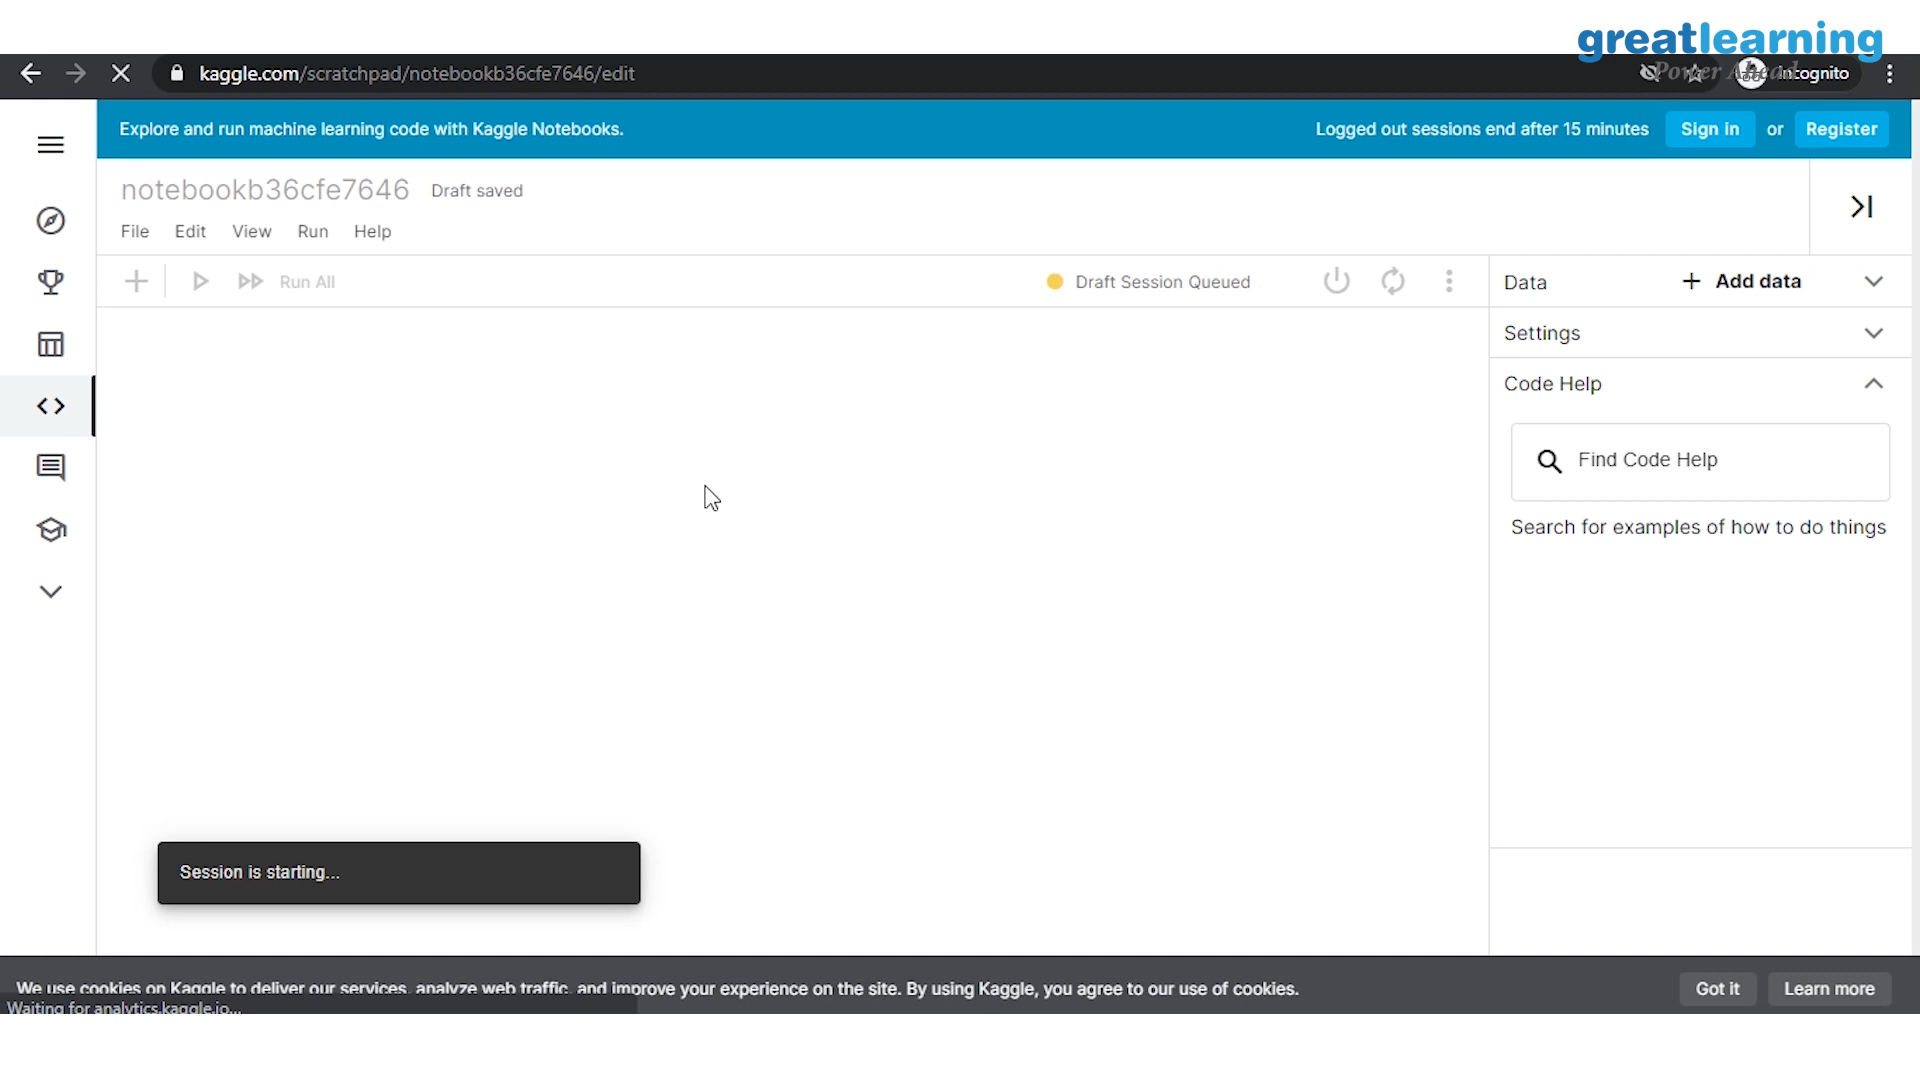 greatlearning
Power Ahead
kaggle.com/scratchpad/notebookb36cfe7646/edit
Incognito
Explore and run machine learning code with Kaggle Notebooks.
Logged out sessions end after 15 minutes
Sign in
or
Register
notebookb36cfe7646
Draft saved
File
Edit
View
Run
Help
Run All
Draft Session Queued
Data
+ Add data
Settings
Code Help
Find Code Help
Search for examples of how to do things
Session is starting...
We use cookies on Kaggle to deliver our services, analyze web traffic, and improve your experience on the site. By using Kaggle, you agree to our use of cookies.
Got it
Learn more
Waiting for analytics.kaggle.io...